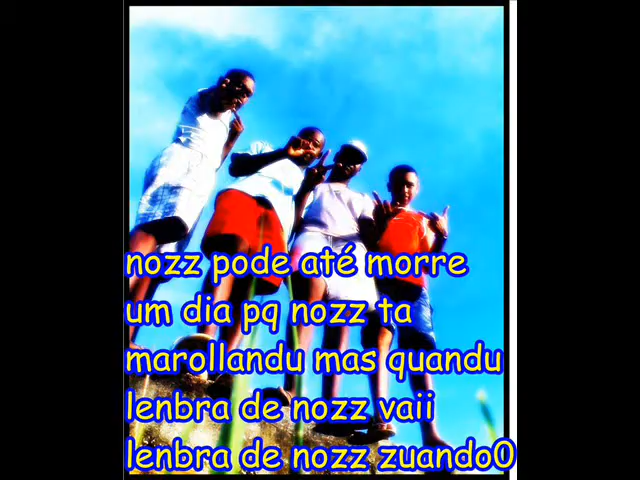 nozz pode até morre
um dia pq nozz ta
marollandu mas quandu
lenbra de nozz vaii
lenbra de nozz zuando0